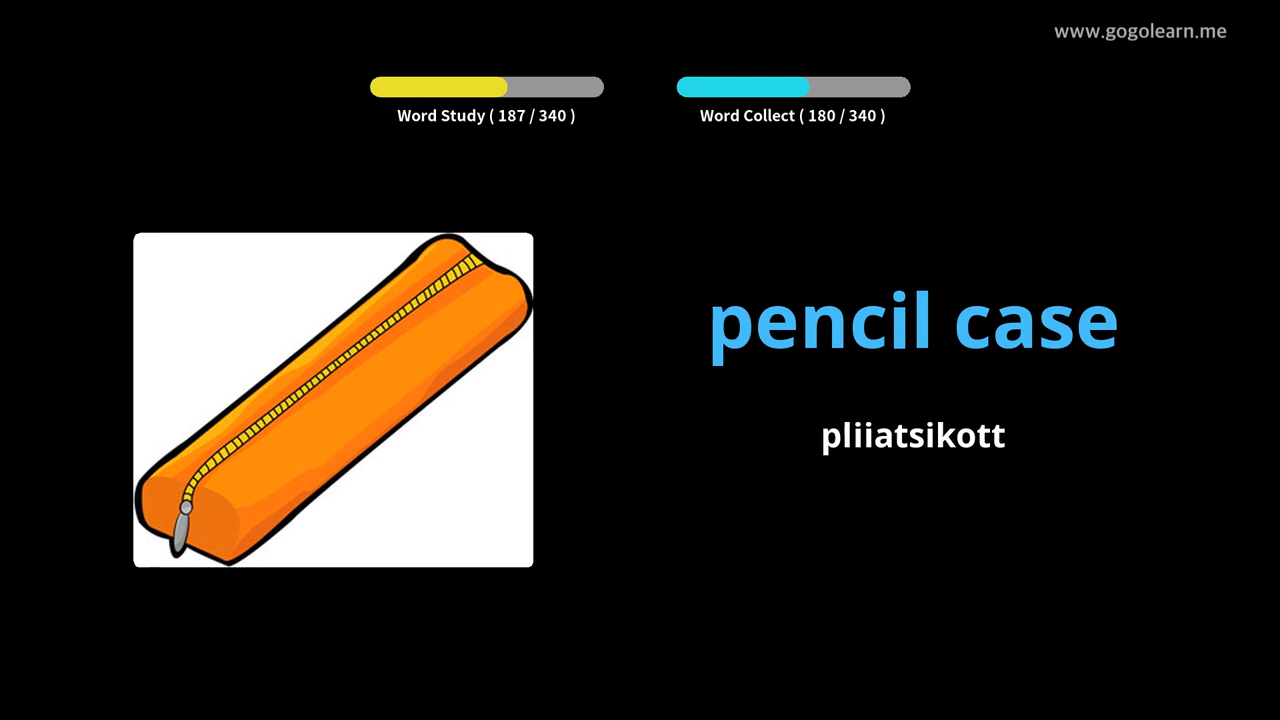 www.gogolearn.me
Word Study ( 187 / 340 )
Word Collect ( 180 / 340 )
pencil case
pliiatsikott